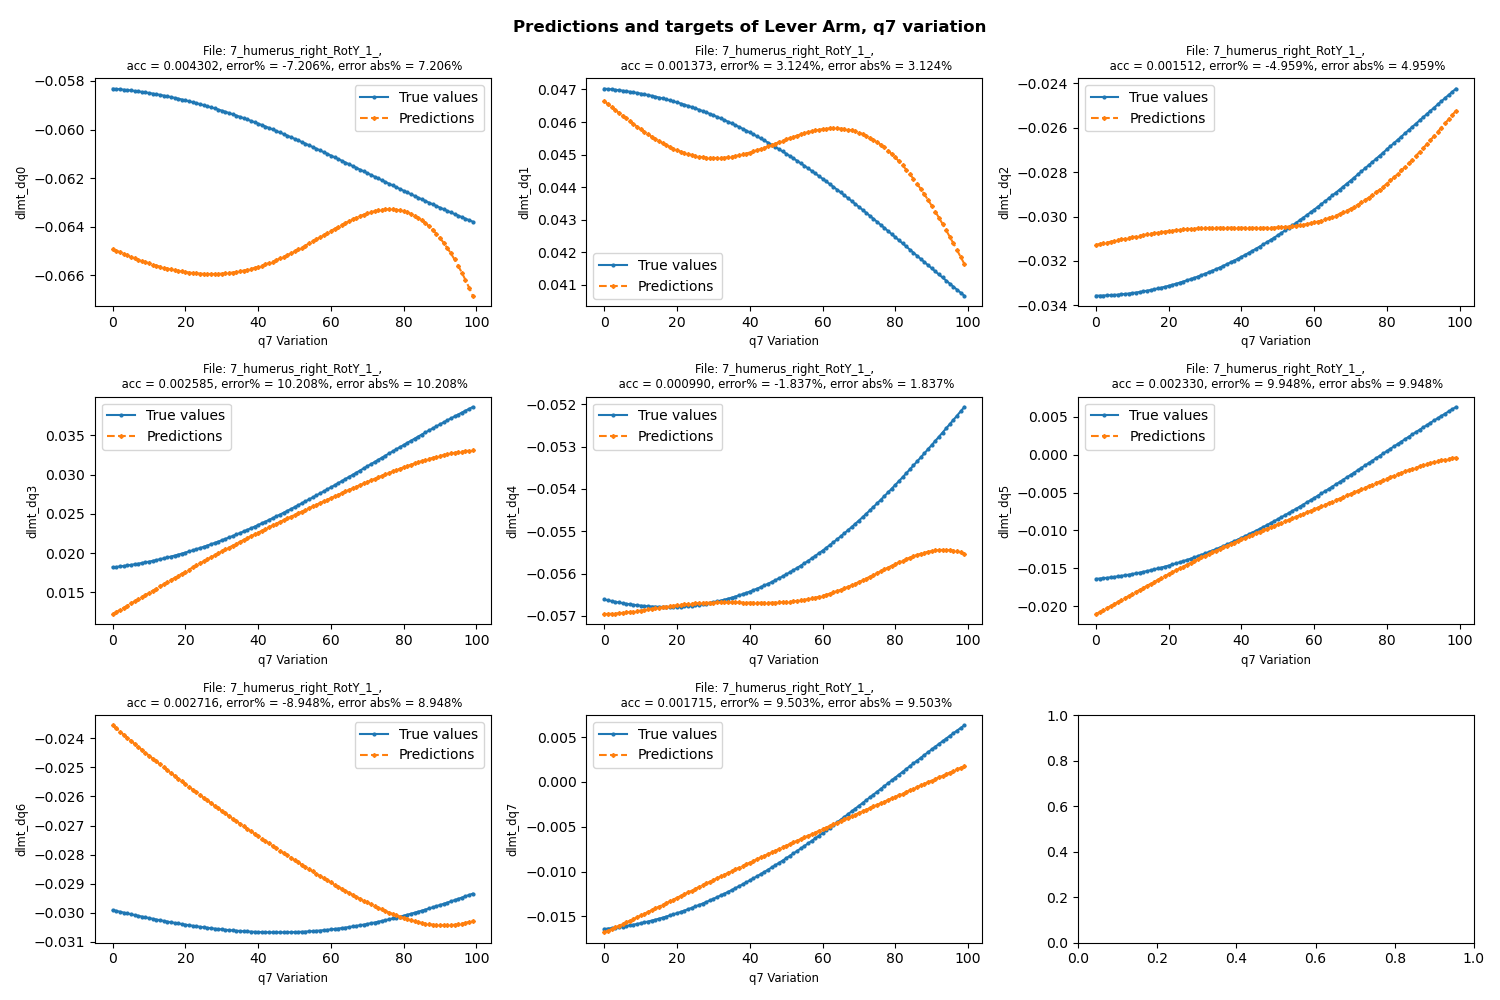 Predictions and targets of Lever Arm, q7 variation
File: 7_humerus_right_RotY_1_,
acc = 0.004302, error% = -7.206%, error abs% = 7.206%
−0.058
−0.060
−0.062
−0.064
−0.066
dlmt_dq0
True values
Predictions
0 20 40 60 80 100
q7 Variation
File: 7_humerus_right_RotY_1_,
acc = 0.001373, error% = 3.124%, error abs% = 3.124%
0.047
0.046
0.045
0.044
0.043
0.042
0.041
dlmt_dq1
True values
Predictions
0 20 40 60 80 100
q7 Variation
File: 7_humerus_right_RotY_1_,
acc = 0.001512, error% = -4.959%, error abs% = 4.959%
−0.024
−0.026
−0.028
−0.030
−0.032
−0.034
dlmt_dq2
True values
Predictions
0 20 40 60 80 100
q7 Variation
File: 7_humerus_right_RotY_1_,
acc = 0.002585, error% = 10.208%, error abs% = 10.208%
0.035
0.030
0.025
0.020
0.015
dlmt_dq3
True values
Predictions
0 20 40 60 80 100
q7 Variation
File: 7_humerus_right_RotY_1_,
acc = 0.000990, error% = -1.837%, error abs% = 1.837%
−0.052
−0.053
−0.054
−0.055
−0.056
−0.057
dlmt_dq4
True values
Predictions
0 20 40 60 80 100
q7 Variation
File: 7_humerus_right_RotY_1_,
acc = 0.002330, error% = 9.948%, error abs% = 9.948%
0.005
0.000
−0.005
−0.010
−0.015
−0.020
dlmt_dq5
True values
Predictions
0 20 40 60 80 100
q7 Variation
File: 7_humerus_right_RotY_1_,
acc = 0.002716, error% = -8.948%, error abs% = 8.948%
−0.024
−0.025
−0.026
−0.027
−0.028
−0.029
−0.030
−0.031
dlmt_dq6
True values
Predictions
0 20 40 60 80 100
q7 Variation
File: 7_humerus_right_RotY_1_,
acc = 0.001715, error% = 9.503%, error abs% = 9.503%
0.005
0.000
−0.005
−0.010
−0.015
dlmt_dq7
True values
Predictions
0 20 40 60 80 100
q7 Variation
1.0
0.8
0.6
0.4
0.2
0.0
0.0 0.2 0.4 0.6 0.8 1.0